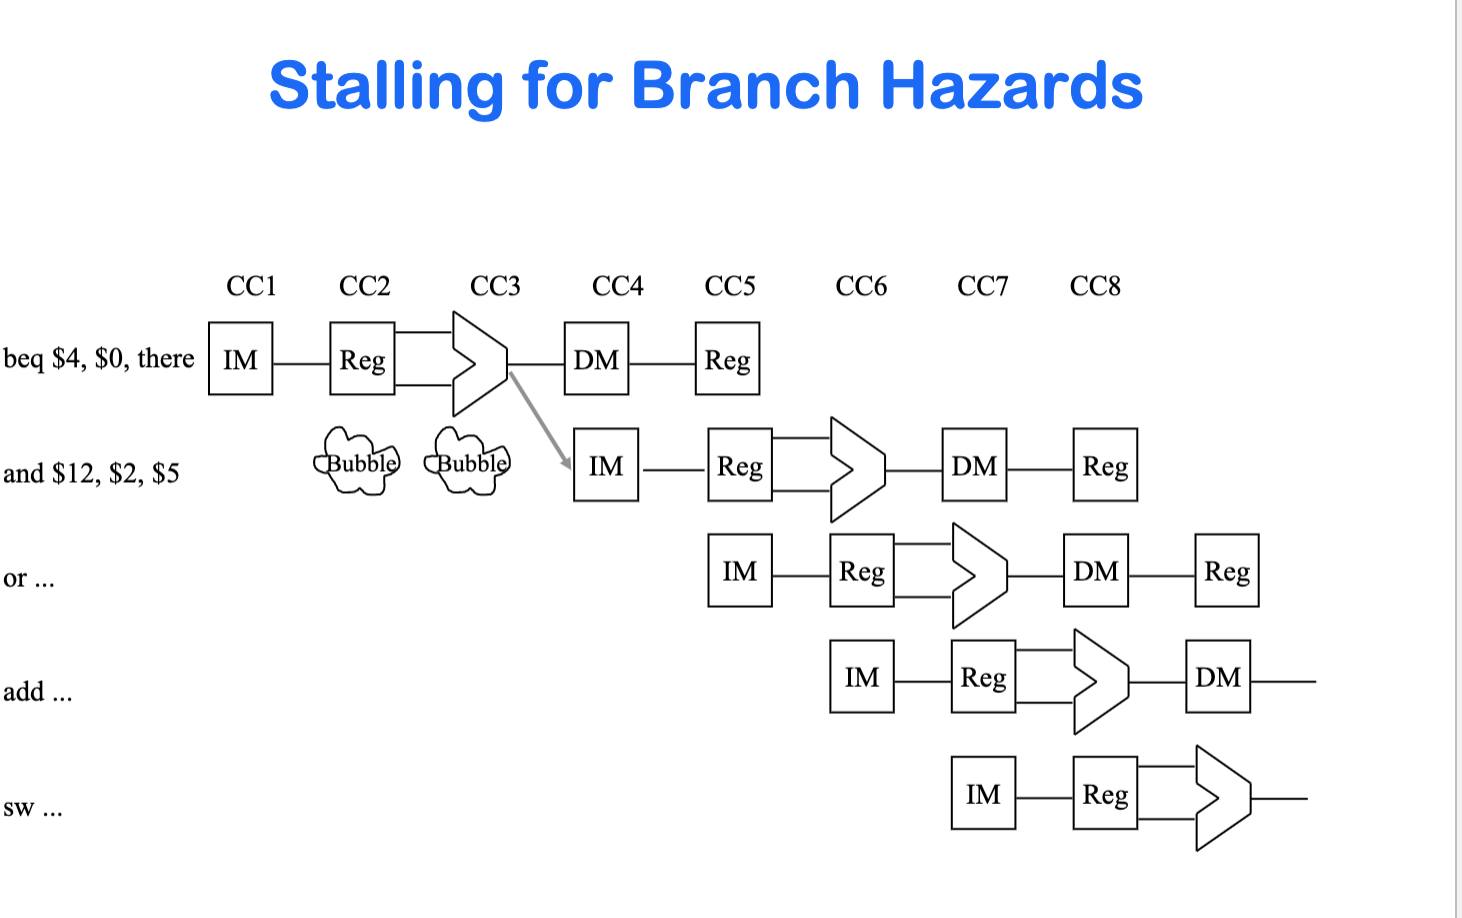 Stalling for Branch Hazards
CC1 CC2 CC3 CC4 CC5 CC6 CC7 CC8
beq $4, $0, there IM Reg DM Reg
and $12, $2, $5 Bubble Bubble IM Reg DM Reg
or ... IM Reg DM Reg
add ... IM Reg DM
sw ... IM Reg